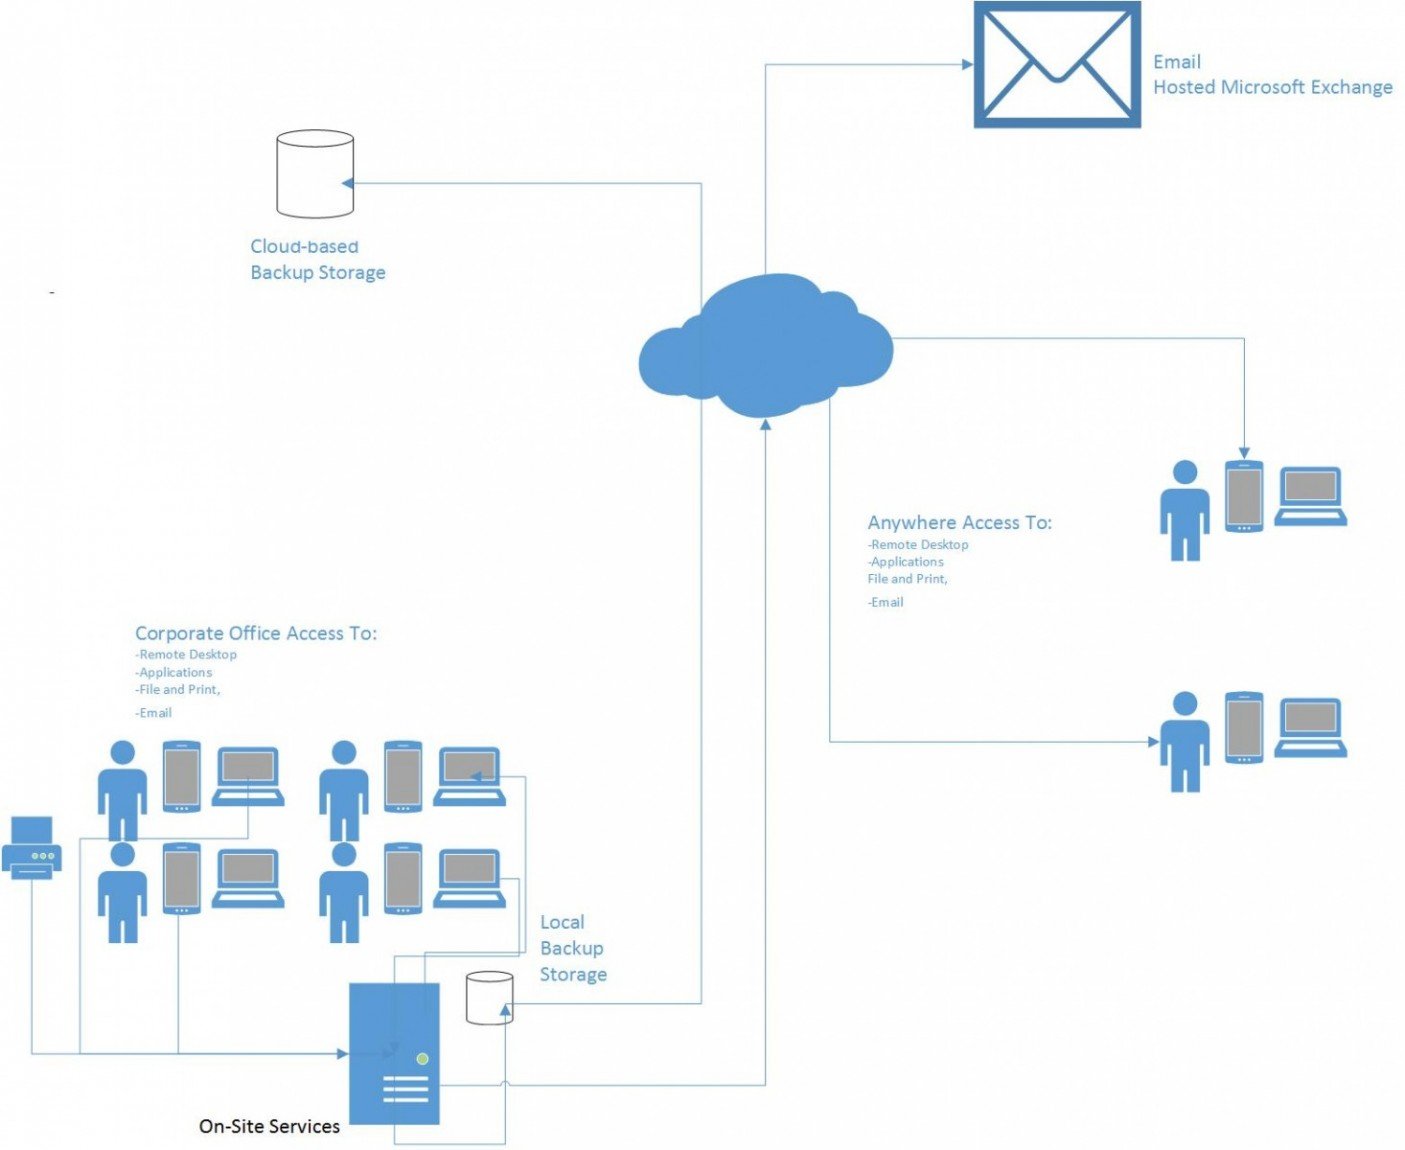 Email
Hosted Microsoft Exchange
Cloud-based
Backup Storage
-
Anywhere Access To:
-Remote Desktop
-Applications
File and Print,
-Email
Corporate Office Access To:
-Remote Desktop
-Applications
-File and Print,
-Email
Local
Backup
Storage
On-Site Services